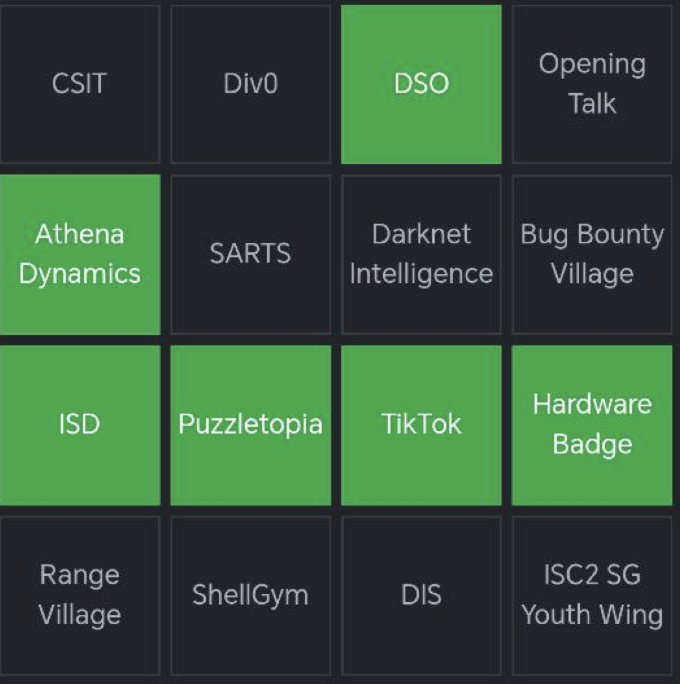 CSIT
Div0
DSO
Opening
Talk
Athena
Dynamics
SARTS
Darknet
Intelligence
Bug Bounty
Village
ISD
Puzzletopia
TikTok
Hardware
Badge
Range
Village
ShellGym
DIS
ISC2 SG
Youth Wing